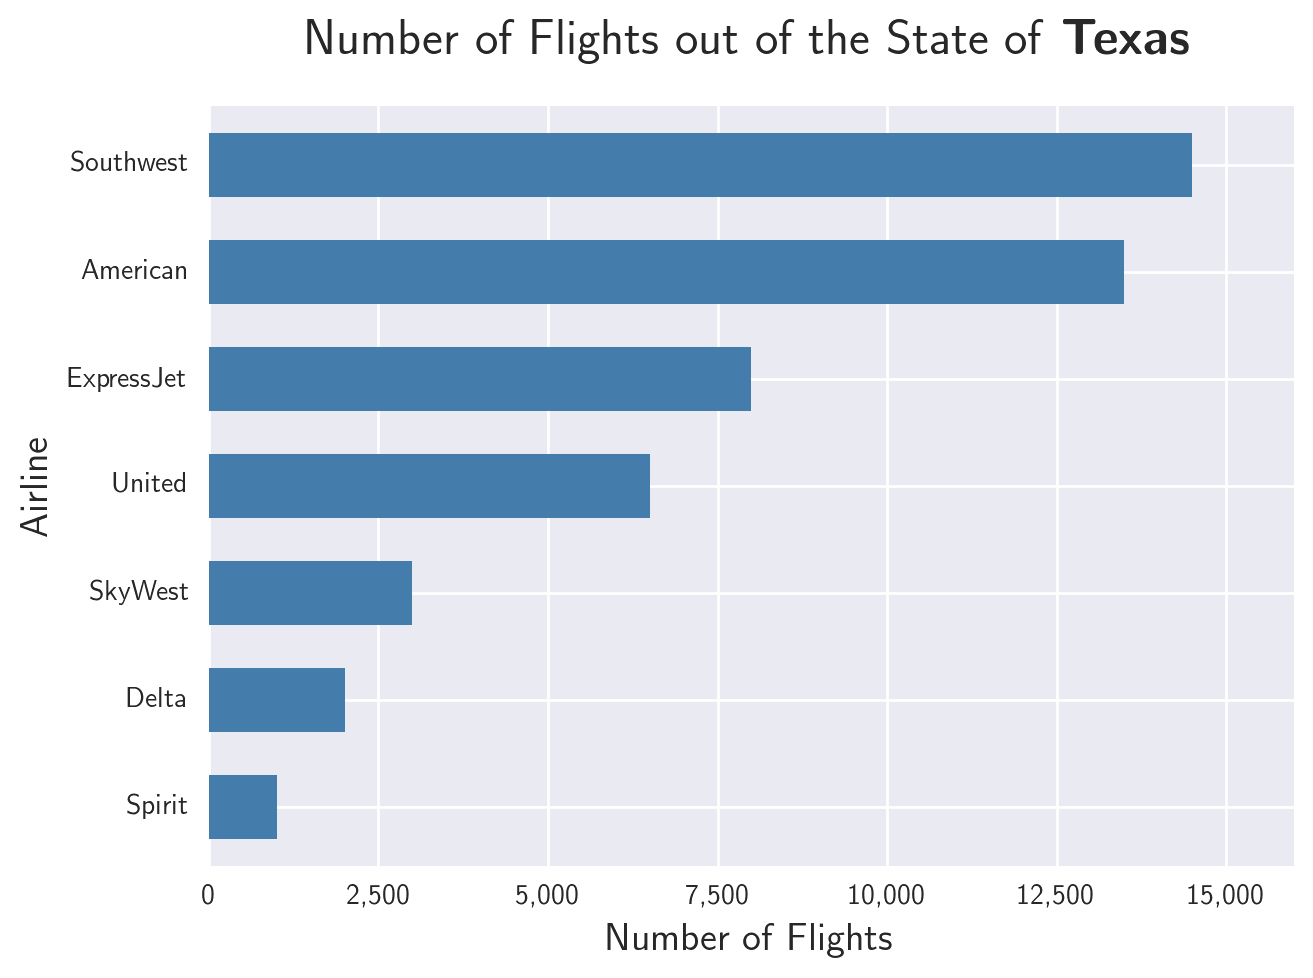 Number of Flights out of the State of Texas
Southwest
American
ExpressJet
United
SkyWest
Delta
Spirit
Airline
0 2,500 5,000 7,500 10,000 12,500 15,000
Number of Flights